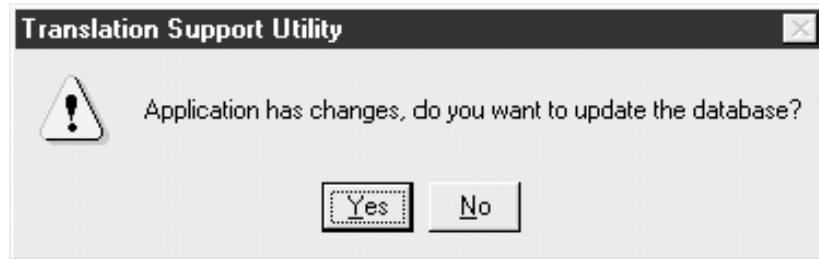 Translation Support Utility
Application has changes, do you want to update the database?
Yes No